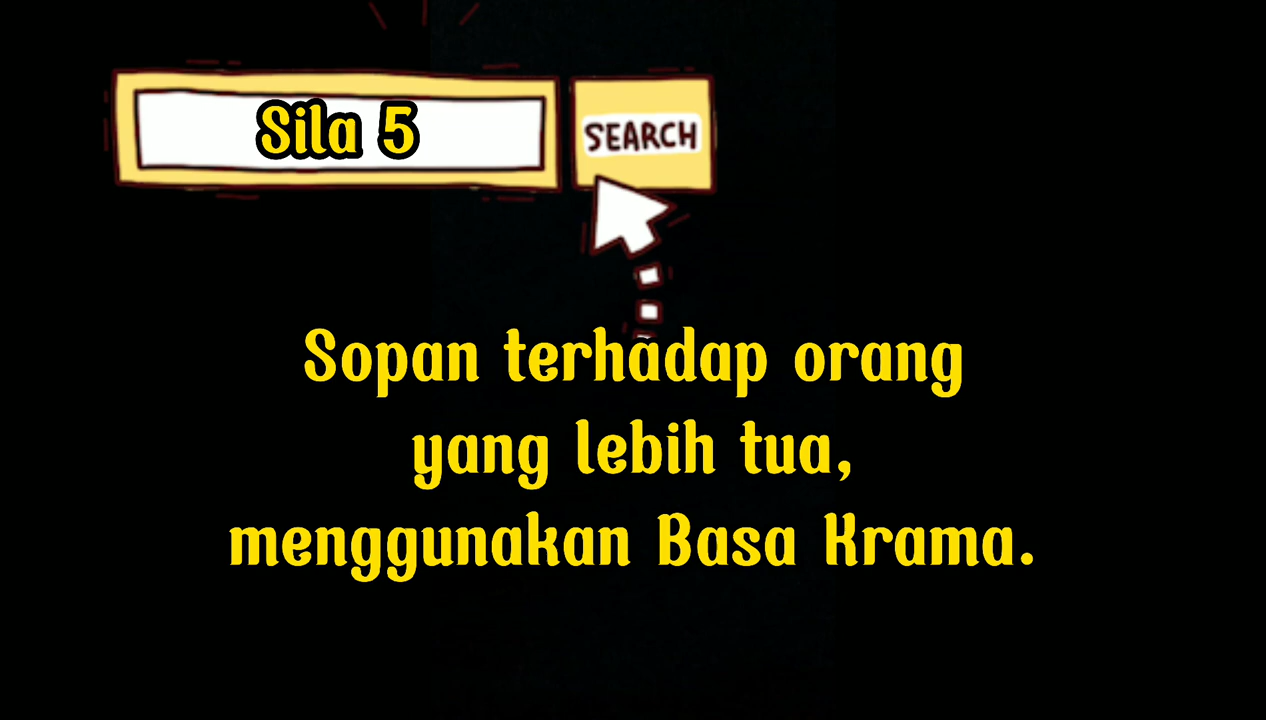 Sila 5
SEARCH
Sopan terhadap orang
yang lebih tua,
menggunakan Basa Krama.